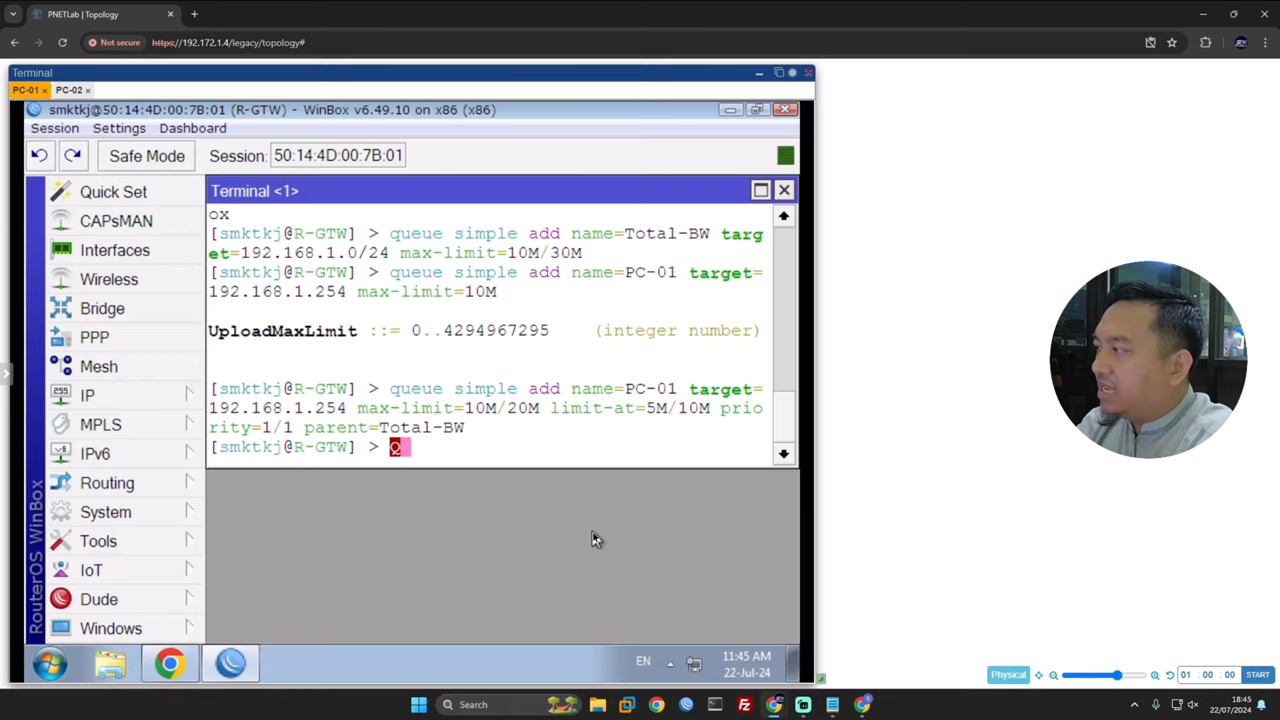 PNETLab | Topology
Not secure
https://192.172.1.4/legacy/topology#
Terminal
PC-01
PC-02
smktkj@50:14:4D:00:7B:01 (R-GTW) - WinBox v6.49.10 on x86 (x86)
Session Settings Dashboard
Safe Mode
Session: 50:14:4D:00:7B:01
Quick Set
CAPsMAN
Interfaces
Wireless
Bridge
PPP
Mesh
IP
MPLS
IPv6
Routing
System
Tools
IoT
Dude
Windows
RouterOS WinBox
Terminal <1>
ox
[smktkj@R-GTW] > queue simple add name=Total-BW targ
et=192.168.1.0/24 max-limit=10M/30M
[smktkj@R-GTW] > queue simple add name=PC-01 target=
192.168.1.254 max-limit=10M
UploadMaxLimit ::= 0..4294967295 (integer number)
[smktkj@R-GTW] > queue simple add name=PC-01 target=
192.168.1.254 max-limit=10M/20M limit-at=5M/10M prio
rity=1/1 parent=Total-BW
[smktkj@R-GTW] > Q
EN
11:45 AM
22-Jul-24
Physical
01 : 00 : 00
START
Search
18:45
22/07/2024